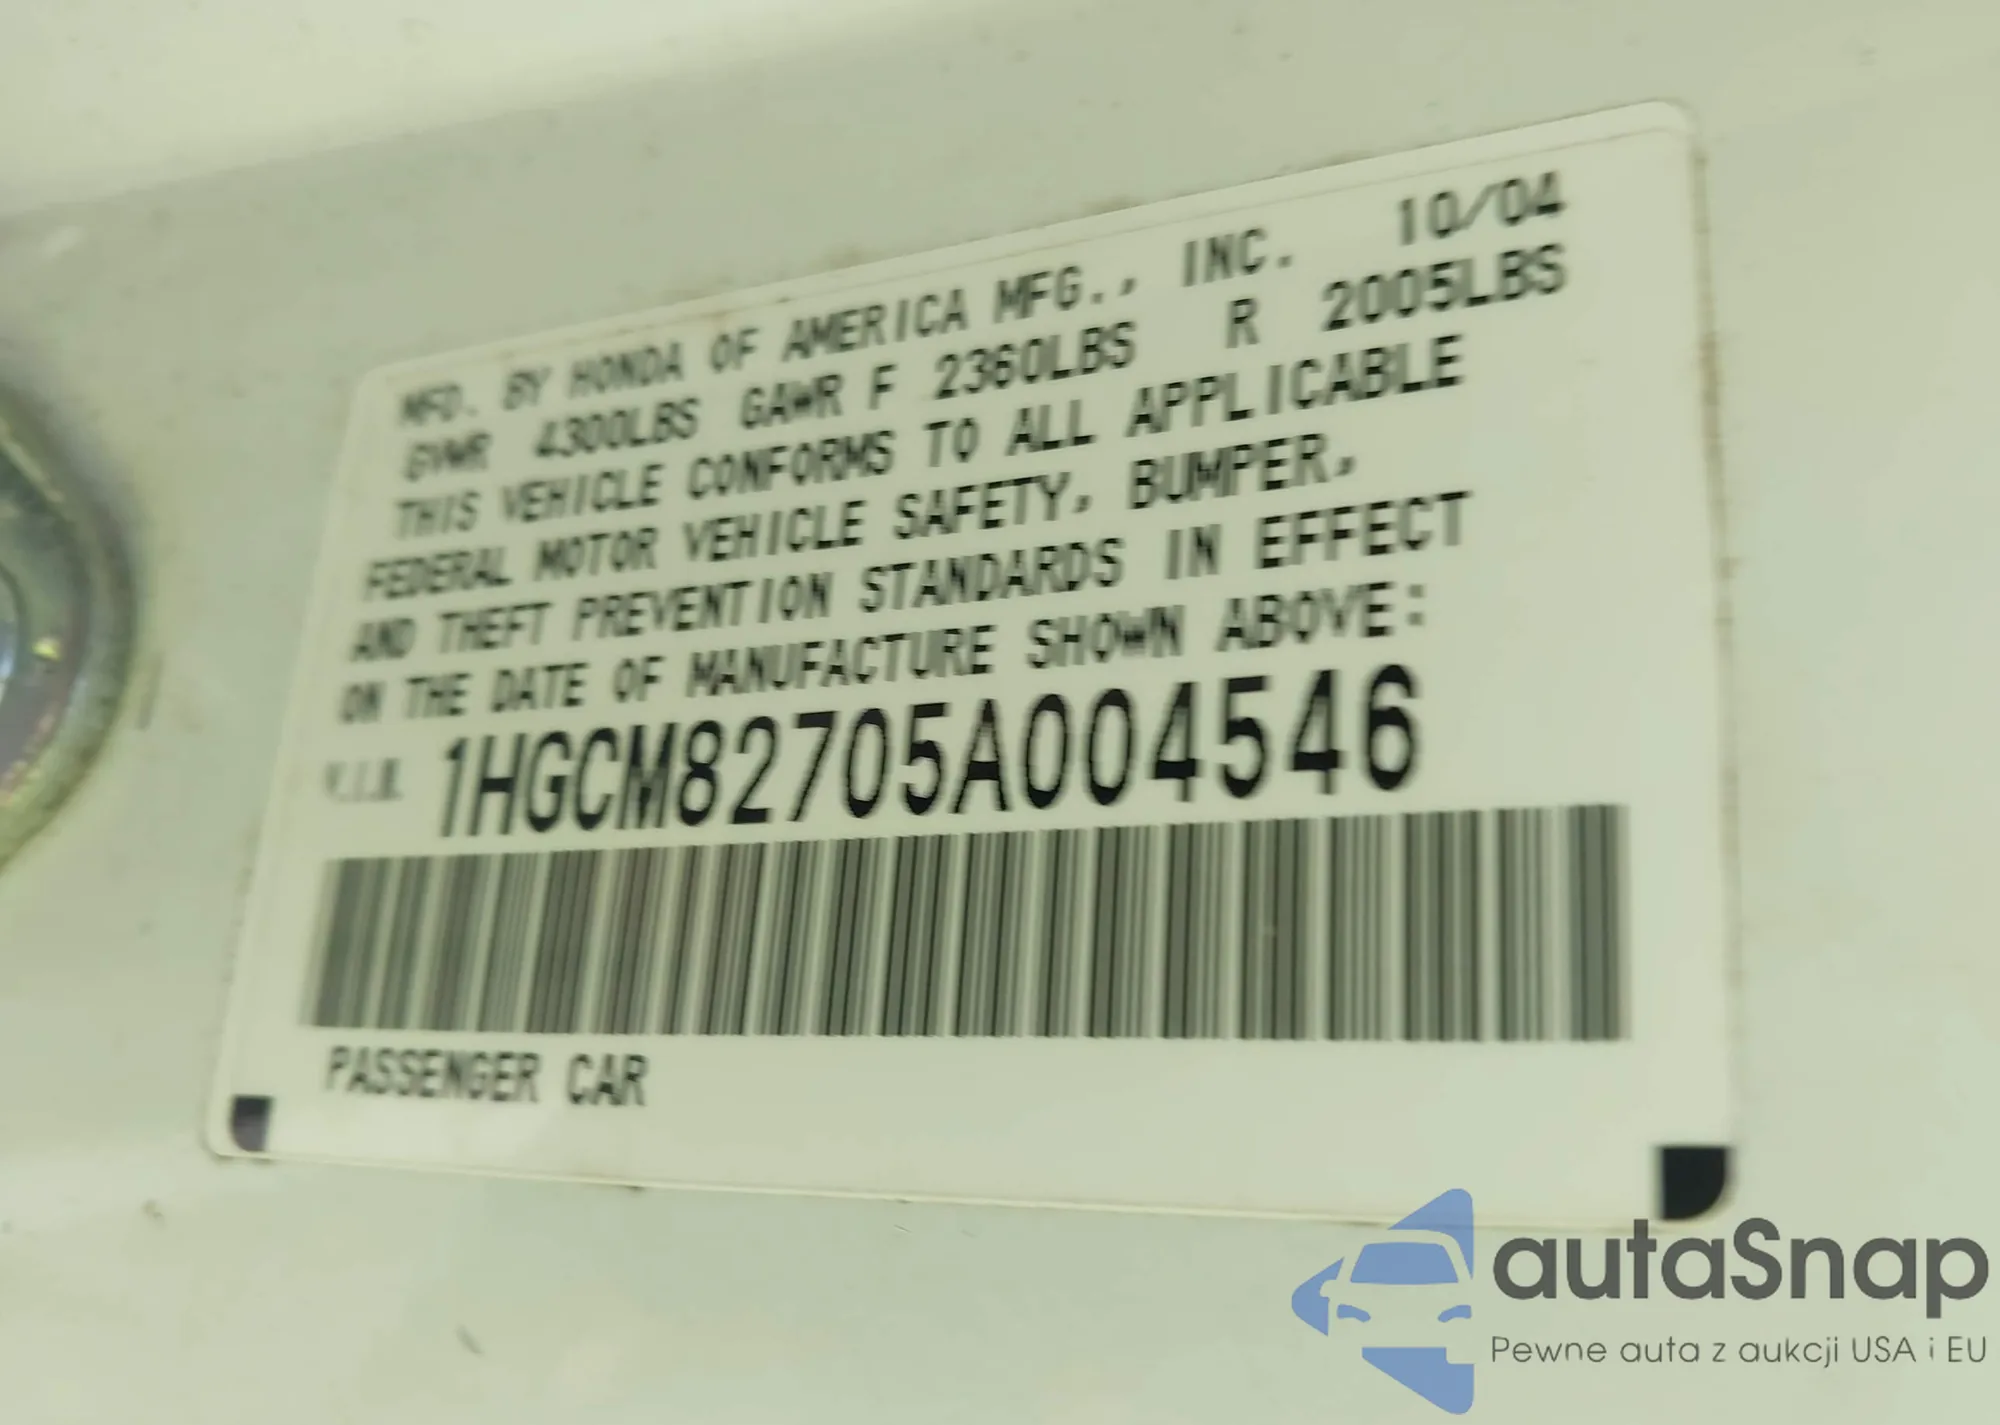 MFD. BY HONDA OF AMERICA MFG., INC. 10/04
GVWR 4300LBS GAWR F 2360LBS R 2005LBS
THIS VEHICLE CONFORMS TO ALL APPLICABLE
FEDERAL MOTOR VEHICLE SAFETY, BUMPER,
AND THEFT PREVENTION STANDARDS IN EFFECT
ON THE DATE OF MANUFACTURE SHOWN ABOVE:
V.I.N. 1HGCM82705A004546
PASSENGER CAR
autaSnap
Pewne auta z aukcji USA i EU